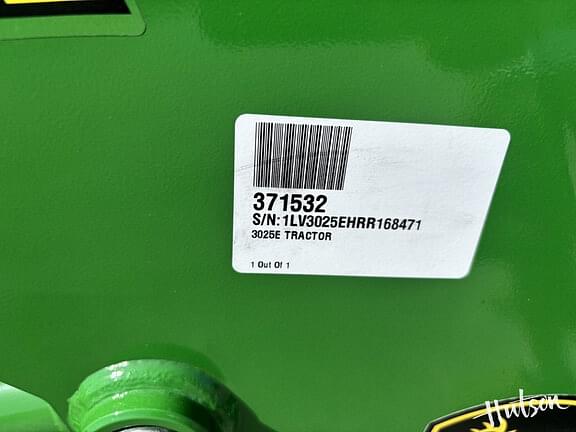 371532
S/N: 1LV3025EHRR168471
3025E TRACTOR
1 Out Of 1
Hutson